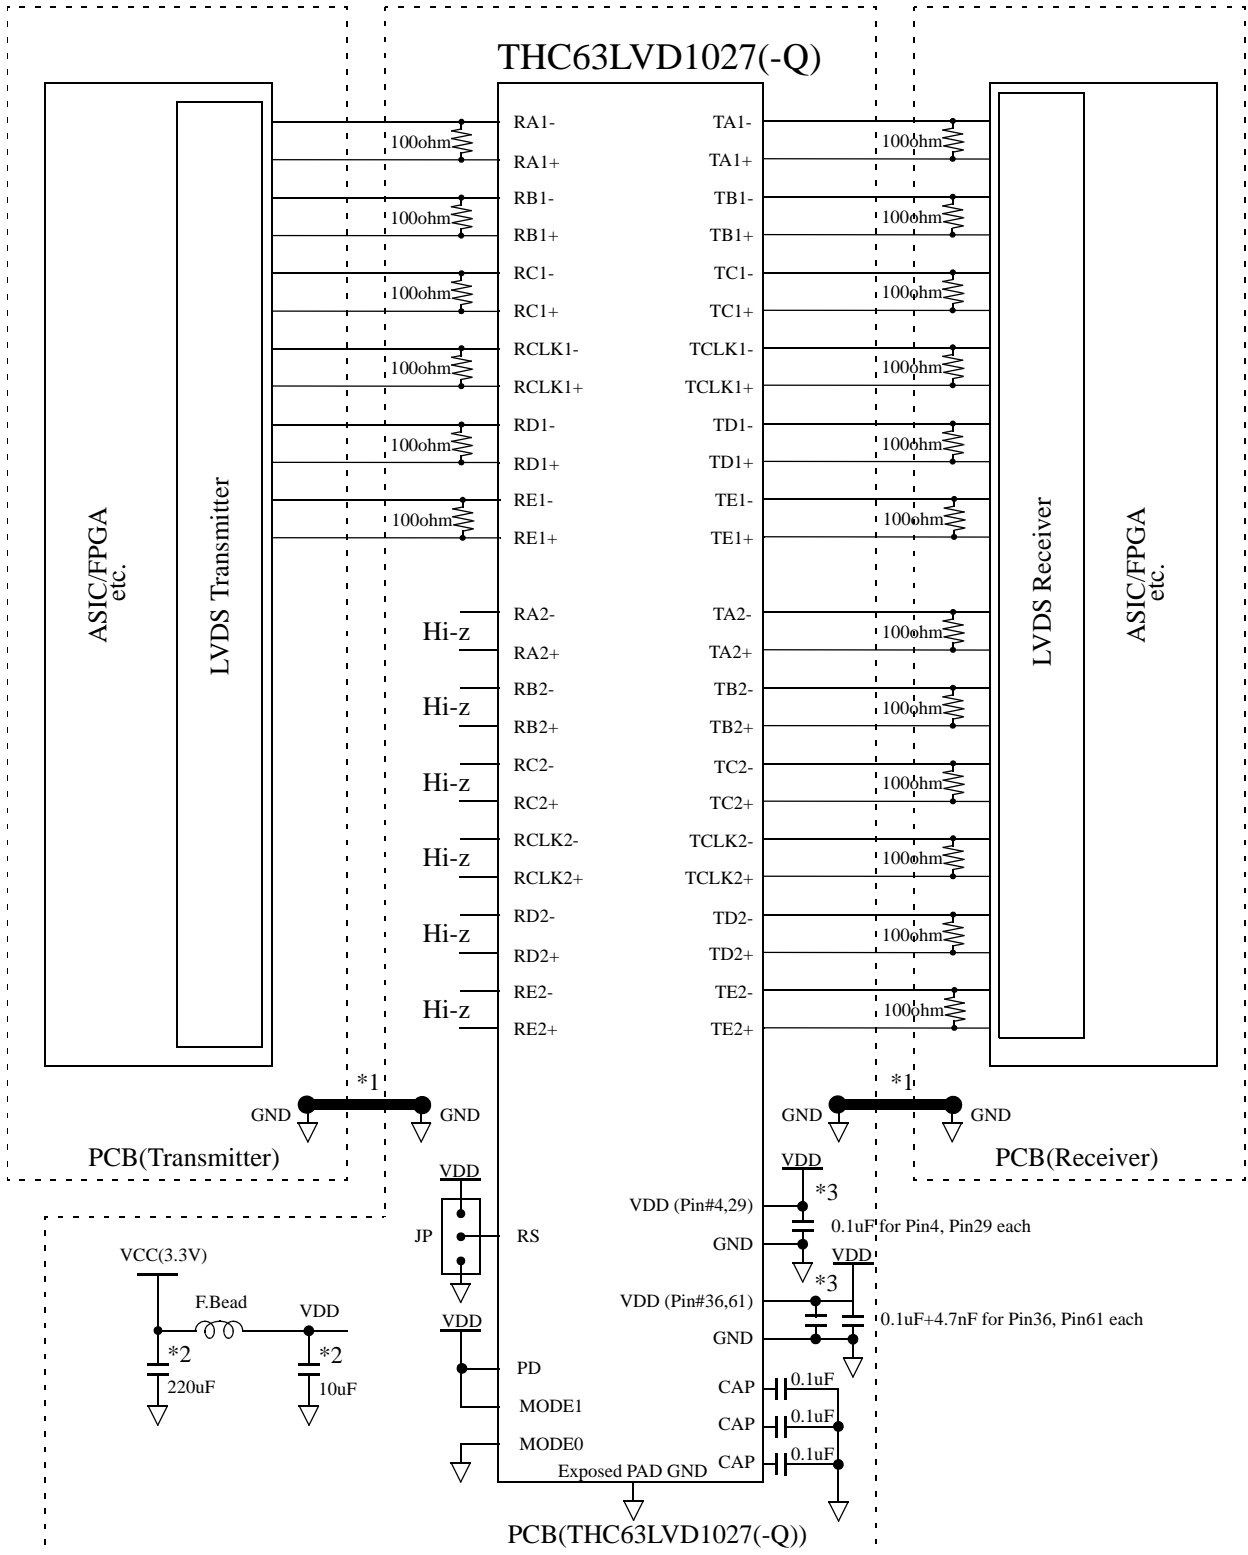 THC63LVD1027(-Q)
RA1- TA1-
100ohm 100ohm
RA1+ TA1+
RB1- TB1-
100ohm 100ohm
RB1+ TB1+
RC1- TC1-
100ohm 100ohm
RC1+ TC1+
RCLK1- TCLK1-
100ohm 100ohm
RCLK1+ TCLK1+
RD1- TD1-
100ohm 100ohm
RD1+ TD1+
RE1- TE1-
100ohm 100ohm
RE1+ TE1+
ASIC/FPGA
etc.
LVDS Transmitter
LVDS Receiver
ASIC/FPGA
etc.
RA2- TA2-
Hi-z 100ohm
RA2+ TA2+
RB2- TB2-
Hi-z 100ohm
RB2+ TB2+
RC2- TC2-
Hi-z 100ohm
RC2+ TC2+
RCLK2- TCLK2-
Hi-z 100ohm
RCLK2+ TCLK2+
RD2- TD2-
Hi-z 100ohm
RD2+ TD2+
RE2- TE2-
Hi-z 100ohm
RE2+ TE2+
*1 *1
GND GND GND GND
PCB(Transmitter) PCB(Receiver)
VDD VDD
*3
VDD (Pin#4,29)
0.1uF for Pin4, Pin29 each
JP RS GND
VCC(3.3V) VDD
*3
F.Bead VDD VDD (Pin#36,61)
VDD 0.1uF+4.7nF for Pin36, Pin61 each
GND
*2 *2
PD
220uF 10uF CAP 0.1uF
MODE1
CAP 0.1uF
MODE0
CAP 0.1uF
Exposed PAD GND
PCB(THC63LVD1027(-Q))